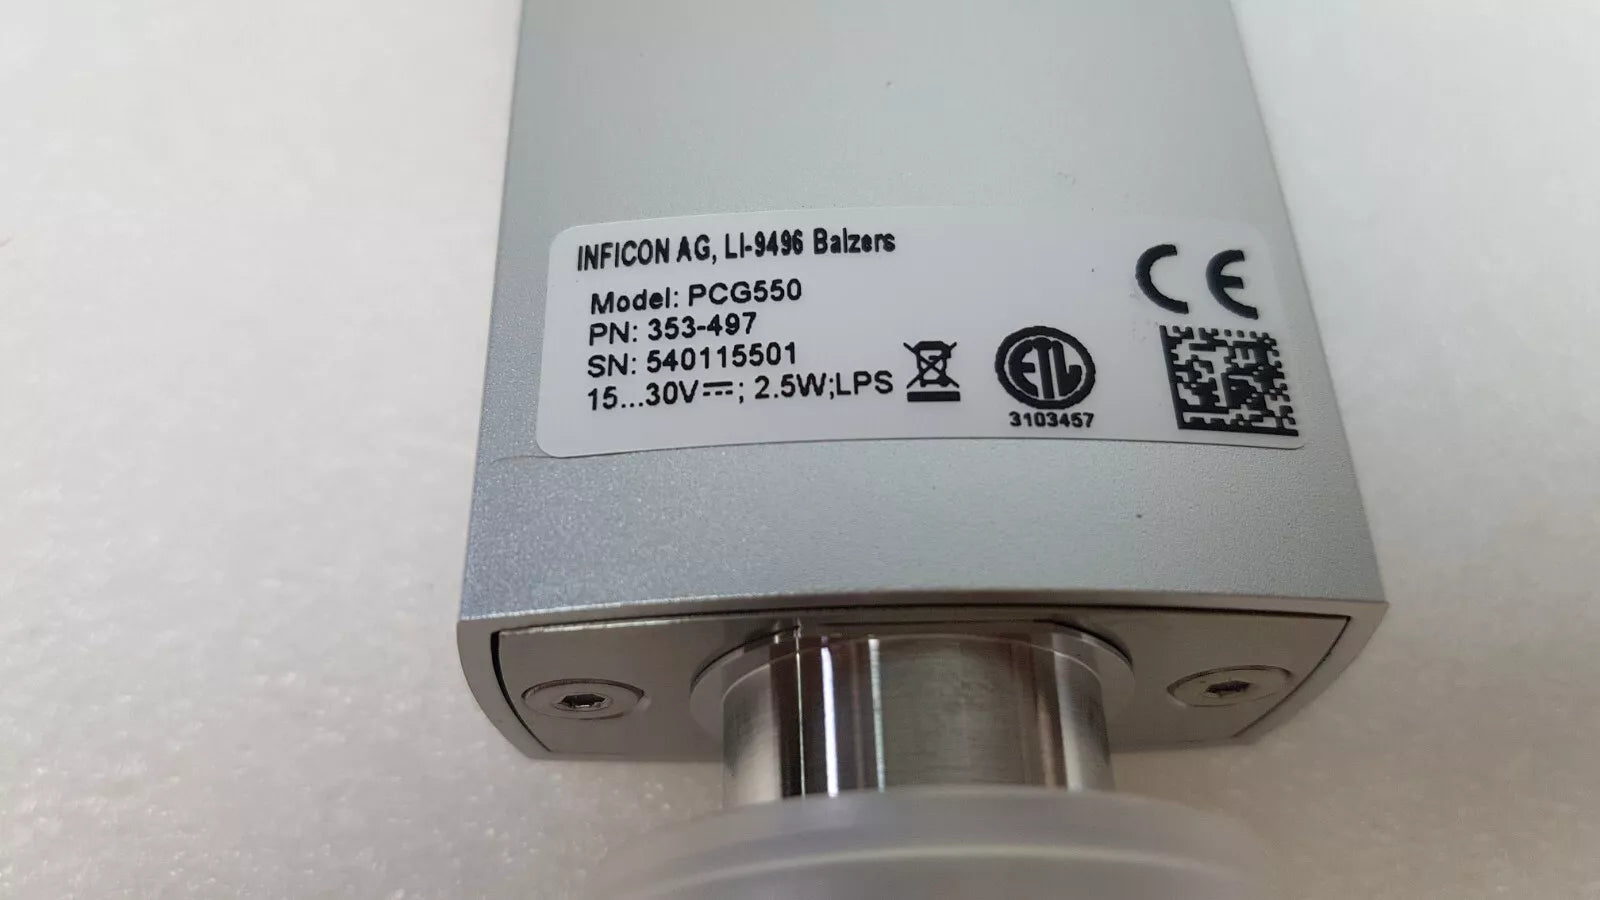 INFICON AG, LI-9496 Balzers
Model: PCG550
PN: 353-497
SN: 540115501
15...30V⎓; 2.5W;LPS
CE
ETL
3103457